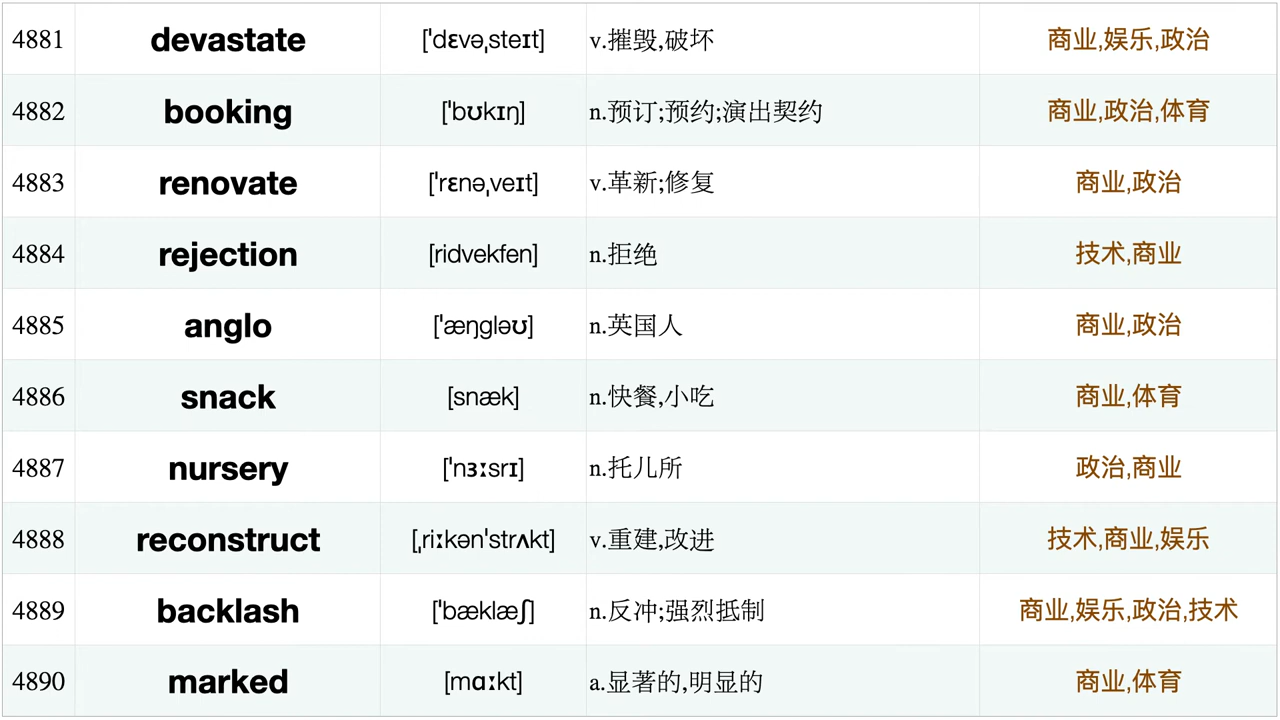 4881 devastate [ˈdɛvəˌsteɪt] v.摧毁,破坏 商业,娱乐,政治
4882 booking [ˈbʊkɪŋ] n.预订;预约;演出契约 商业,政治,体育
4883 renovate [ˈrɛnəˌveɪt] v.革新;修复 商业,政治
4884 rejection [ridvekfen] n.拒绝 技术,商业
4885 anglo [ˈæŋgləʊ] n.英国人 商业,政治
4886 snack [snæk] n.快餐,小吃 商业,体育
4887 nursery [ˈnɜːsrɪ] n.托儿所 政治,商业
4888 reconstruct [ˌriːkənˈstrʌkt] v.重建,改进 技术,商业,娱乐
4889 backlash [ˈbæklæʃ] n.反冲;强烈抵制 商业,娱乐,政治,技术
4890 marked [mɑːkt] a.显著的,明显的 商业,体育